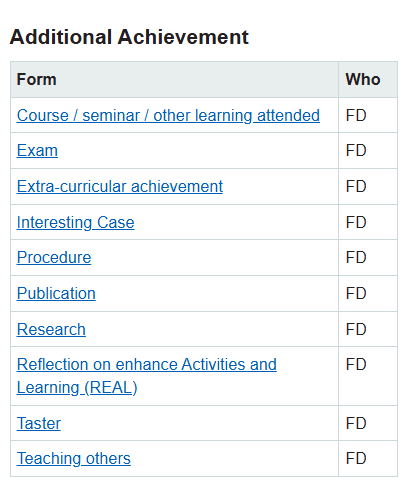 Additional Achievement
Form Who
Course / seminar / other learning attended FD
Exam FD
Extra-curricular achievement FD
Interesting Case FD
Procedure FD
Publication FD
Research FD
Reflection on enhance Activities and FD
Learning (REAL)
Taster FD
Teaching others FD